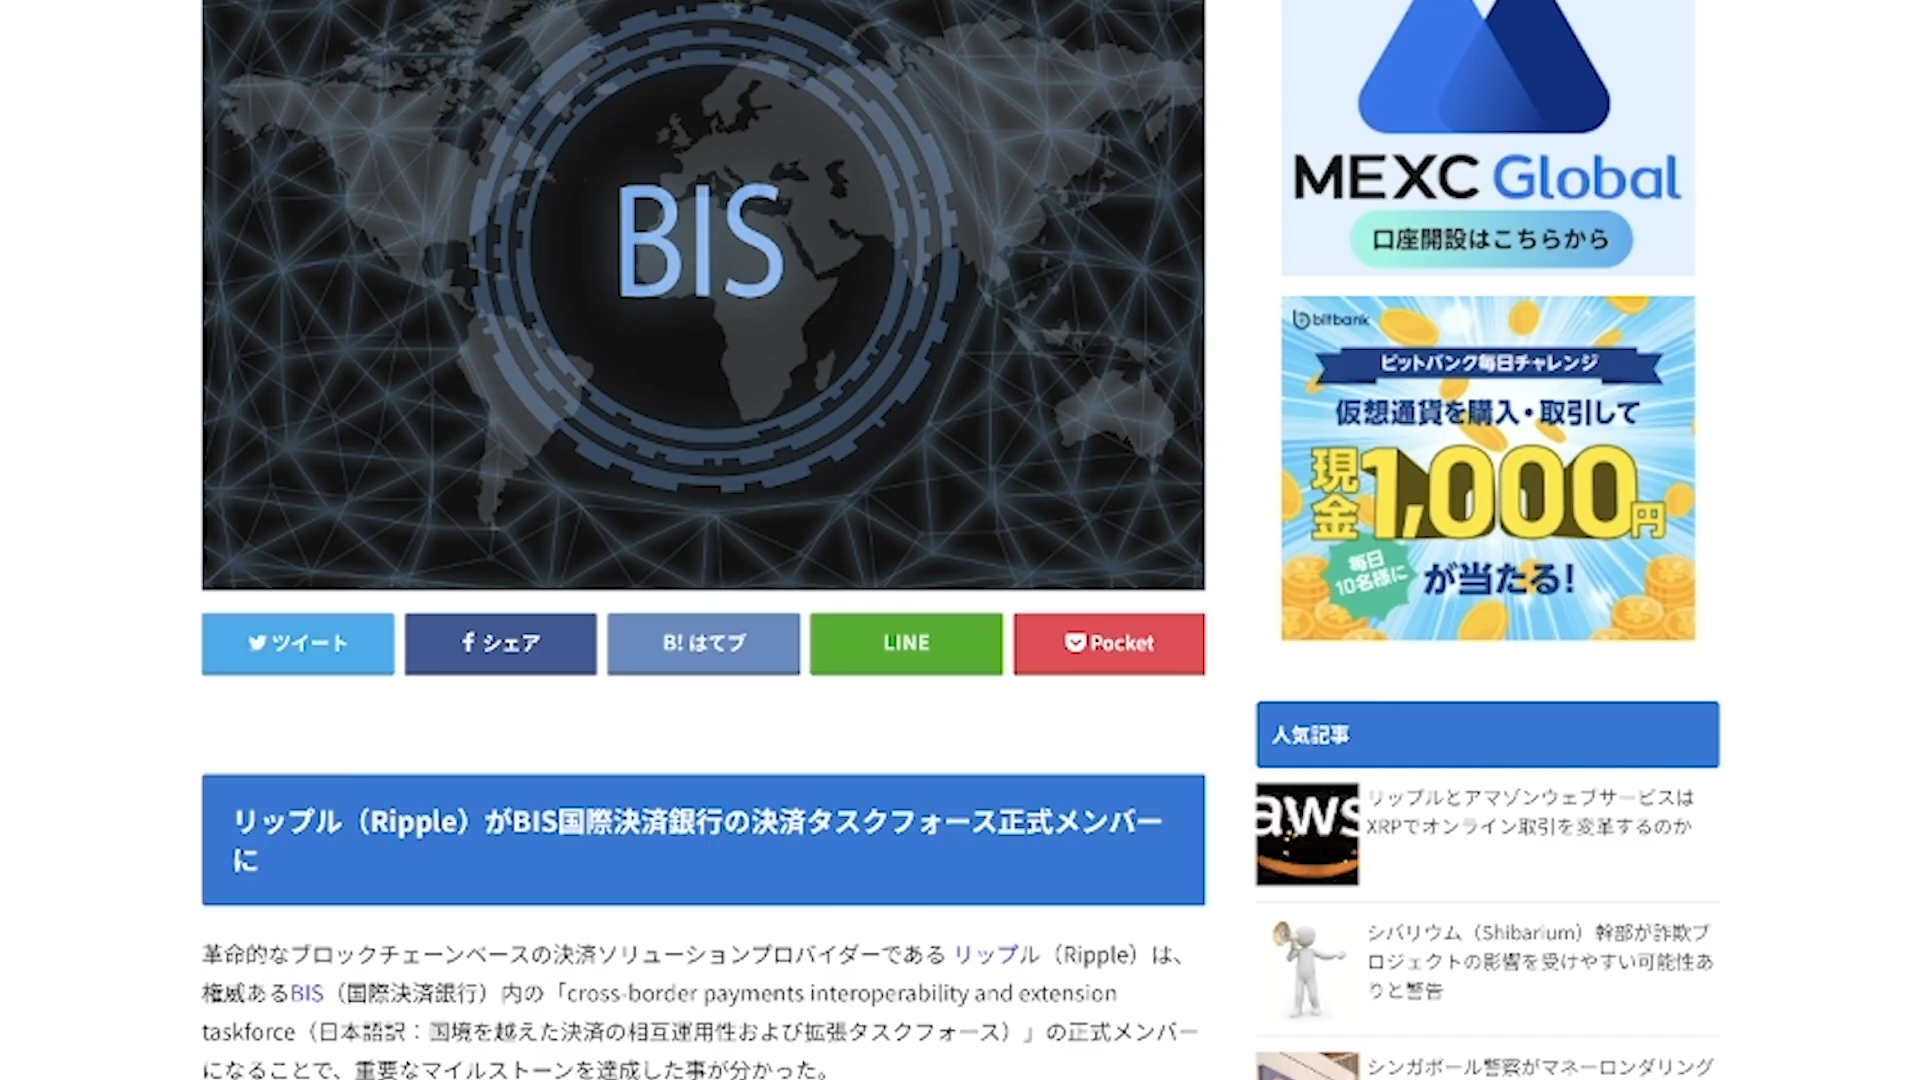 BIS
ツイート
シェア
B! はてブ
LINE
Pocket
リップル（Ripple）がBIS国際決済銀行の決済タスクフォース正式メンバー
に
革命的なブロックチェーンベースの決済ソリューションプロバイダーである リップル（Ripple）は、
権威あるBIS（国際決済銀行）内の「cross-border payments interoperability and extension
taskforce（日本語訳：国境を越えた決済の相互運用性および拡張タスクフォース）」の正式メンバー
になることで、重要なマイルストーンを達成した事が分かった。
MEXC Global
口座開設はこちらから
bitbank
ビットバンク毎日チャレンジ
仮想通貨を購入・取引して
現金1,000円
毎日
10名様に
が当たる！
人気記事
aws
リップルとアマゾンウェブサービスは
XRPでオンライン取引を変革するのか
シバリウム（Shibarium）幹部が詐欺プ
ロジェクトの影響を受けやすい可能性あ
りと警告
シンガポール警察がマネーロンダリング